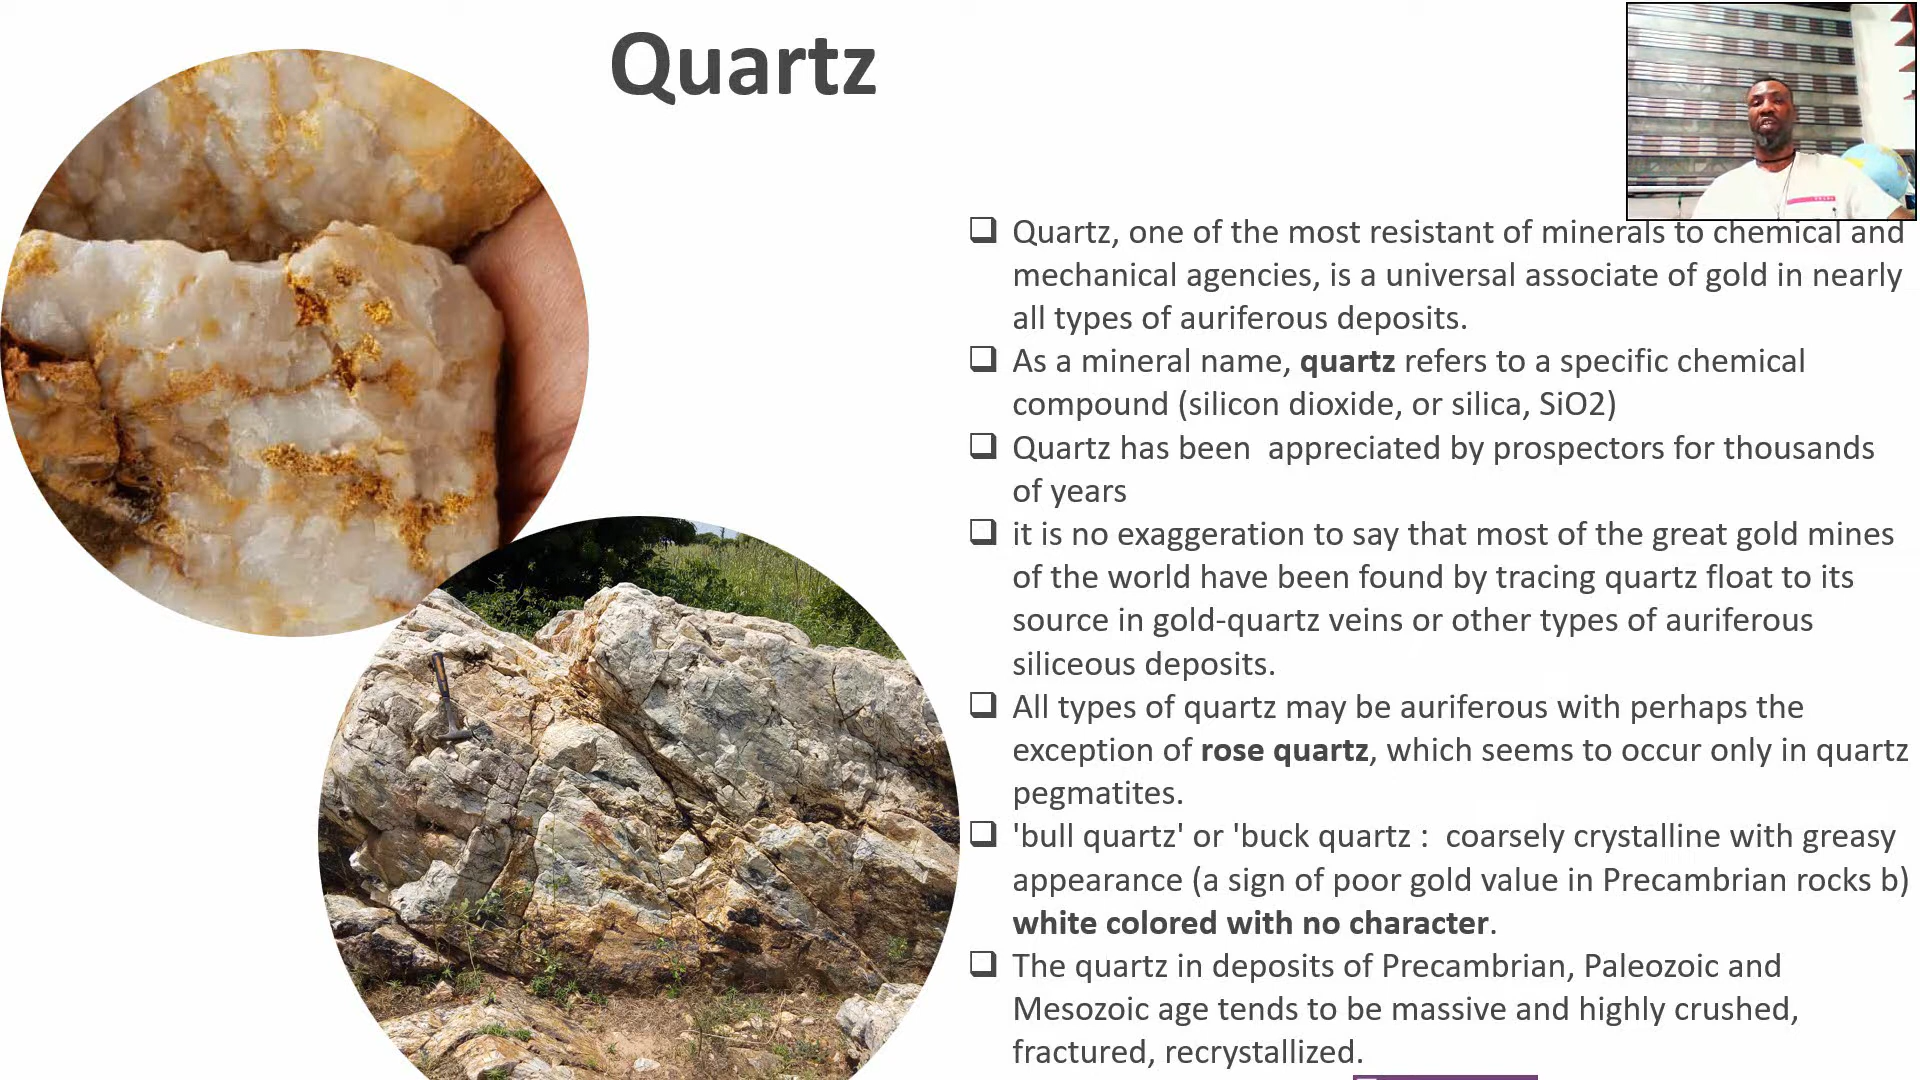 Quartz
Quartz, one of the most resistant of minerals to chemical and
mechanical agencies, is a universal associate of gold in nearly
all types of auriferous deposits.
As a mineral name, quartz refers to a specific chemical
compound (silicon dioxide, or silica, SiO2)
Quartz has been  appreciated by prospectors for thousands
of years
it is no exaggeration to say that most of the great gold mines
of the world have been found by tracing quartz float to its
source in gold-quartz veins or other types of auriferous
siliceous deposits.
All types of quartz may be auriferous with perhaps the
exception of rose quartz, which seems to occur only in quartz
pegmatites.
'bull quartz' or 'buck quartz :  coarsely crystalline with greasy
appearance (a sign of poor gold value in Precambrian rocks b)
white colored with no character.
The quartz in deposits of Precambrian, Paleozoic and
Mesozoic age tends to be massive and highly crushed,
fractured, recrystallized.